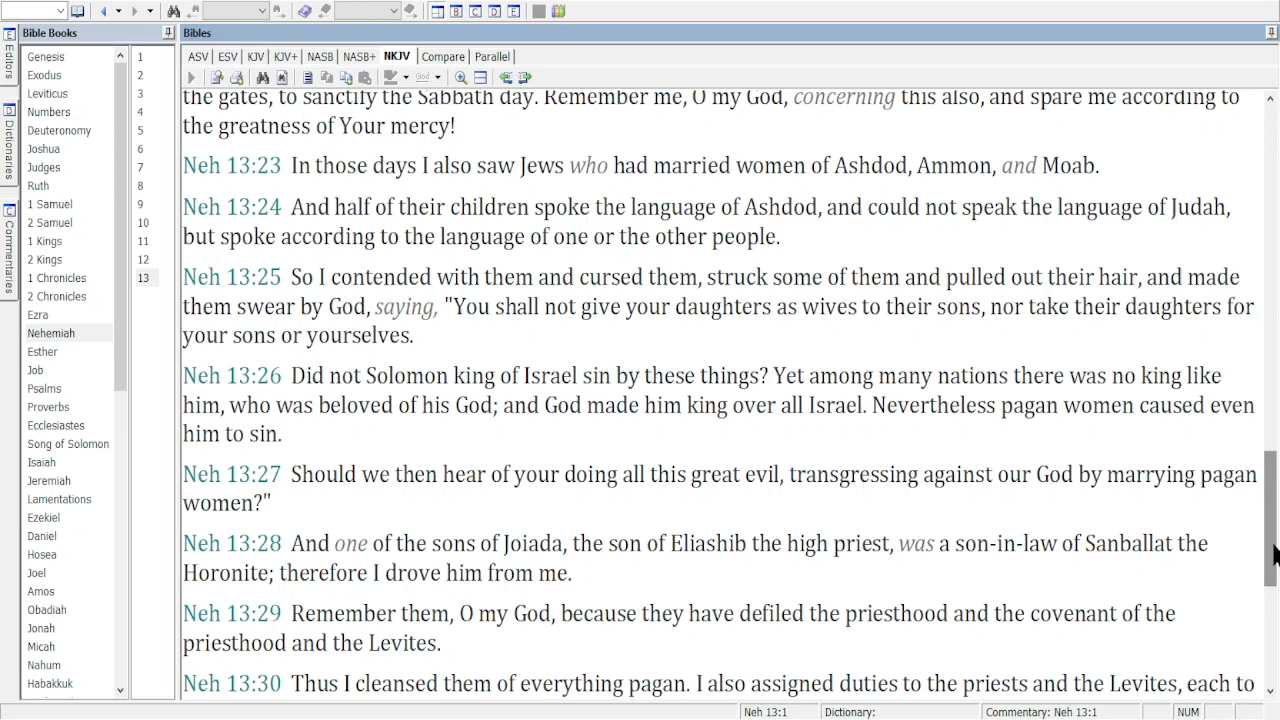 Bible Books
Bibles
Editors
Dictionaries
Commentaries
Genesis
Exodus
Leviticus
Numbers
Deuteronomy
Joshua
Judges
Ruth
1 Samuel
2 Samuel
1 Kings
2 Kings
1 Chronicles
2 Chronicles
Ezra
Nehemiah
Esther
Job
Psalms
Proverbs
Ecclesiastes
Song of Solomon
Isaiah
Jeremiah
Lamentations
Ezekiel
Daniel
Hosea
Joel
Amos
Obadiah
Jonah
Micah
Nahum
Habakkuk
1
2
3
4
5
6
7
8
9
10
11
12
13
ASV ESV KJV KJV+ NASB NASB+ NKJV Compare Parallel
the gates, to sanctify the Sabbath day. Remember me, O my God, concerning this also, and spare me according to
the greatness of Your mercy!
Neh 13:23 In those days I also saw Jews who had married women of Ashdod, Ammon, and Moab.
Neh 13:24 And half of their children spoke the language of Ashdod, and could not speak the language of Judah,
but spoke according to the language of one or the other people.
Neh 13:25 So I contended with them and cursed them, struck some of them and pulled out their hair, and made
them swear by God, saying, "You shall not give your daughters as wives to their sons, nor take their daughters for
your sons or yourselves.
Neh 13:26 Did not Solomon king of Israel sin by these things? Yet among many nations there was no king like
him, who was beloved of his God; and God made him king over all Israel. Nevertheless pagan women caused even
him to sin.
Neh 13:27 Should we then hear of your doing all this great evil, transgressing against our God by marrying pagan
women?"
Neh 13:28 And one of the sons of Joiada, the son of Eliashib the high priest, was a son-in-law of Sanballat the
Horonite; therefore I drove him from me.
Neh 13:29 Remember them, O my God, because they have defiled the priesthood and the covenant of the
priesthood and the Levites.
Neh 13:30 Thus I cleansed them of everything pagan. I also assigned duties to the priests and the Levites, each to
Neh 13:1 Dictionary: Commentary: Neh 13:1 NUM